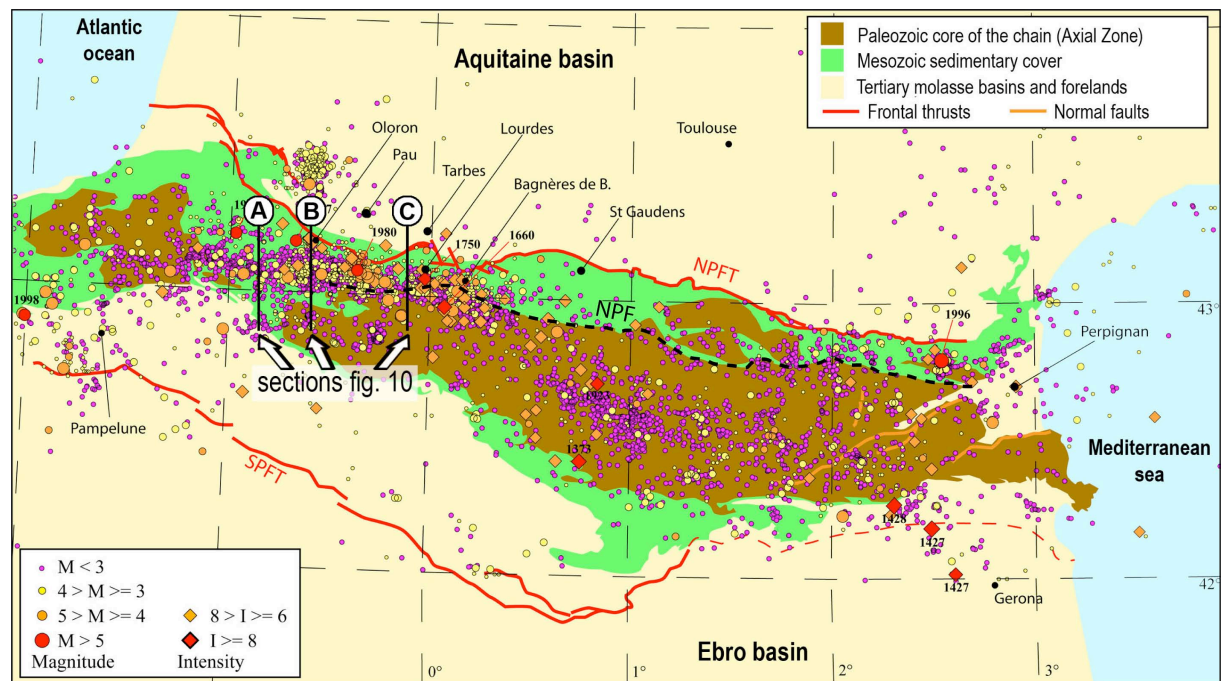 Atlantic
ocean
Aquitaine basin
Paleozoic core of the chain (Axial Zone)
Mesozoic sedimentary cover
Tertiary molasse basins and forelands
Frontal thrusts
Normal faults
Oloron
Lourdes
Toulouse
Pau
Tarbes
Bagnères de B.
St Gaudens
A
B
C
1980
1750
1660
NPFT
NPF
1998
43°
1996
Perpignan
sections fig. 10
1923
Pampelune
1373
SPFT
Mediterranean
sea
1428
1427
1427
Gerona
42°
M < 3
4 > M >= 3
5 > M >= 4
8 > I >= 6
M > 5
I >= 8
Magnitude
Intensity
Ebro basin
0°
1°
2°
3°